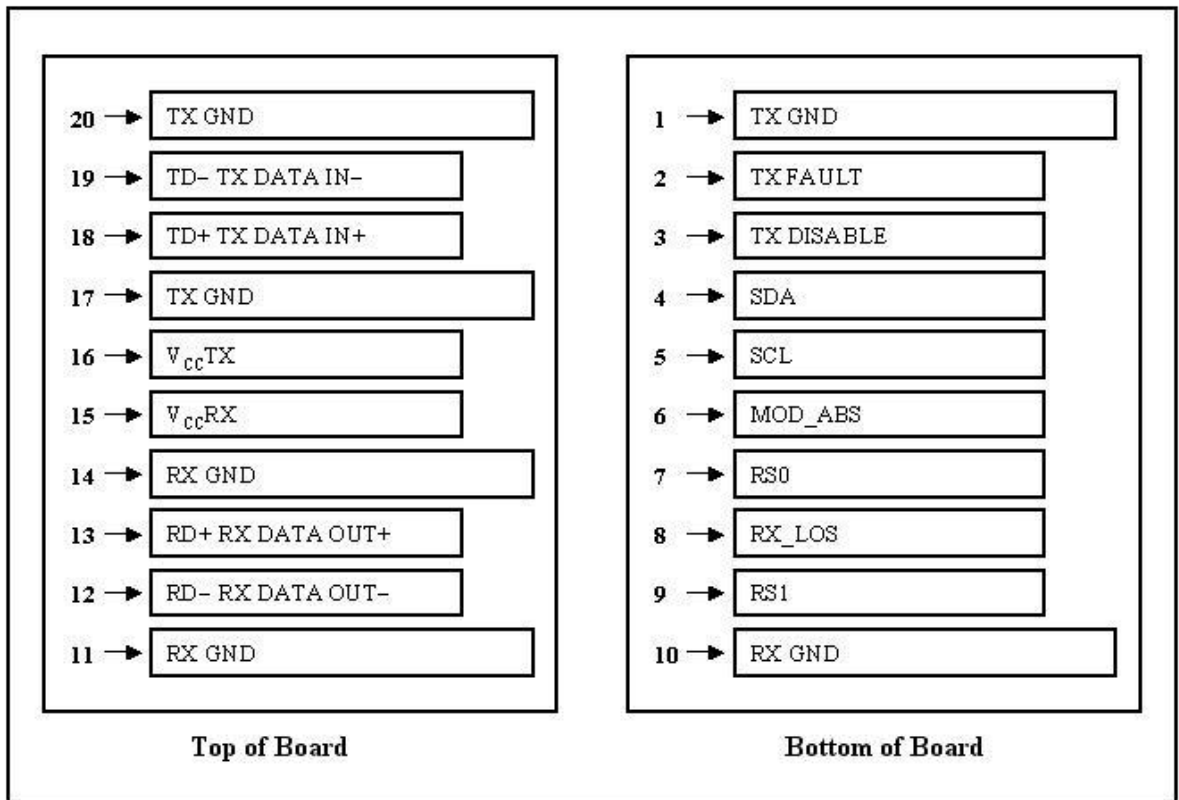 20 TX GND
19 TD– TX DATA IN–
18 TD+ TX DATA IN+
17 TX GND
16 VCCTX
15 VCCRX
14 RX GND
13 RD+ RX DATA OUT+
12 RD– RX DATA OUT–
11 RX GND
Top of Board
1 TX GND
2 TX FAULT
3 TX DISABLE
4 SDA
5 SCL
6 MOD_ABS
7 RS0
8 RX_LOS
9 RS1
10 RX GND
Bottom of Board